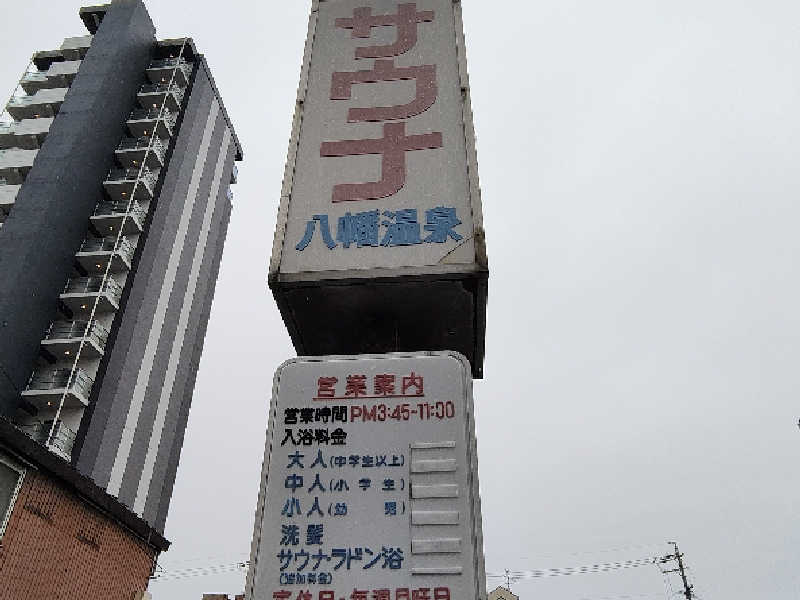 サウナ
八幡温泉
営業案内
営業時間 PM3:45~11:00
入浴料金
大人(中学生以上)
中人(小学生)
小人(幼児)
洗髪
サウナ・ラドン浴
(追加料金)
定休日・毎週月曜日